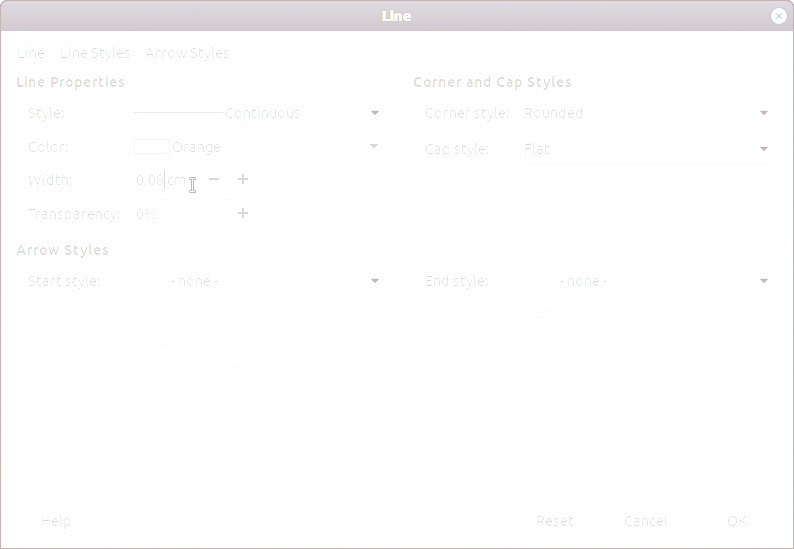 Line
Line Line Styles Arrow Styles
Line Properties
Corner and Cap Styles
Style: Continuous
Corner style: Rounded
Color: Orange
Cap style: Flat
Width: 0.08 cm
Transparency: 0%
Arrow Styles
Start style: - none -
End style: - none -
Help Reset Cancel OK